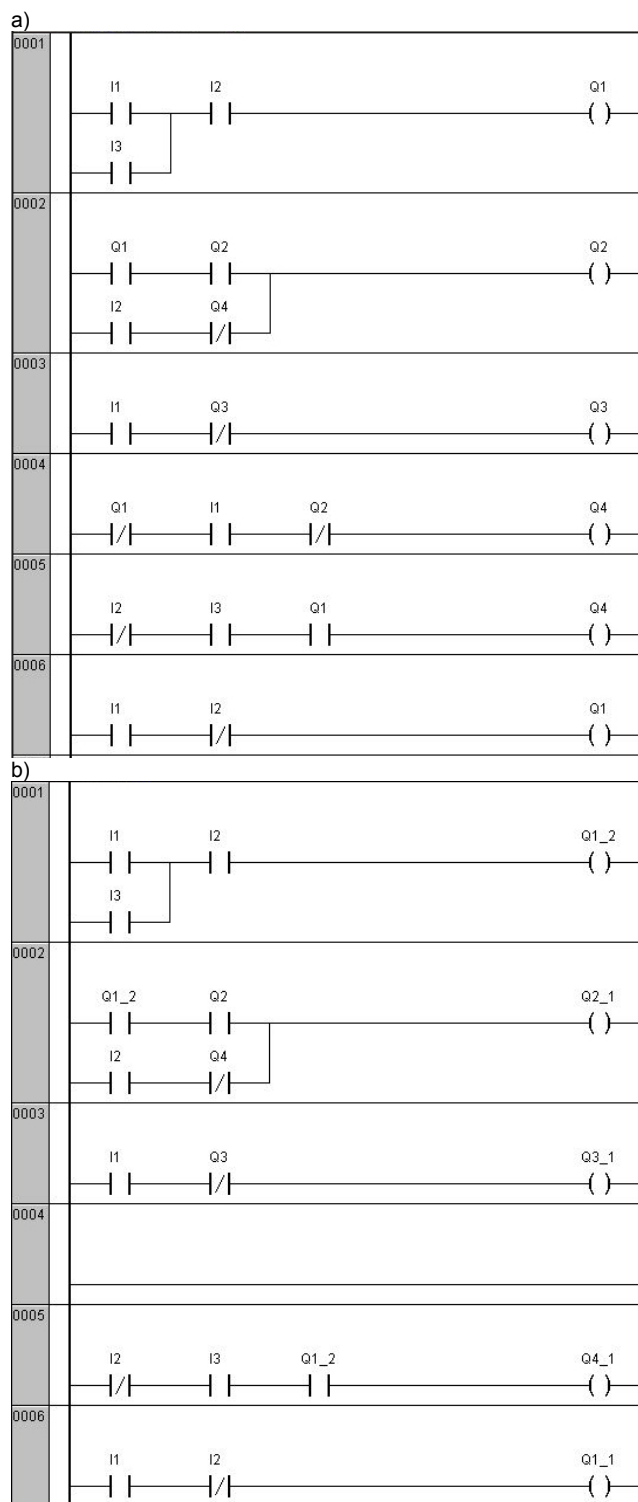 a)
0001
I1 I2 Q1
I3
0002
Q1 Q2 Q2
I2 Q4
0003
I1 Q3 Q3
0004
Q1 I1 Q2 Q4
0005
I2 I3 Q1 Q4
0006
I1 I2 Q1
b)
0001
I1 I2 Q1_2
I3
0002
Q1_2 Q2 Q2_1
I2 Q4
0003
I1 Q3 Q3_1
0004
0005
I2 I3 Q1_2 Q4_1
0006
I1 I2 Q1_1